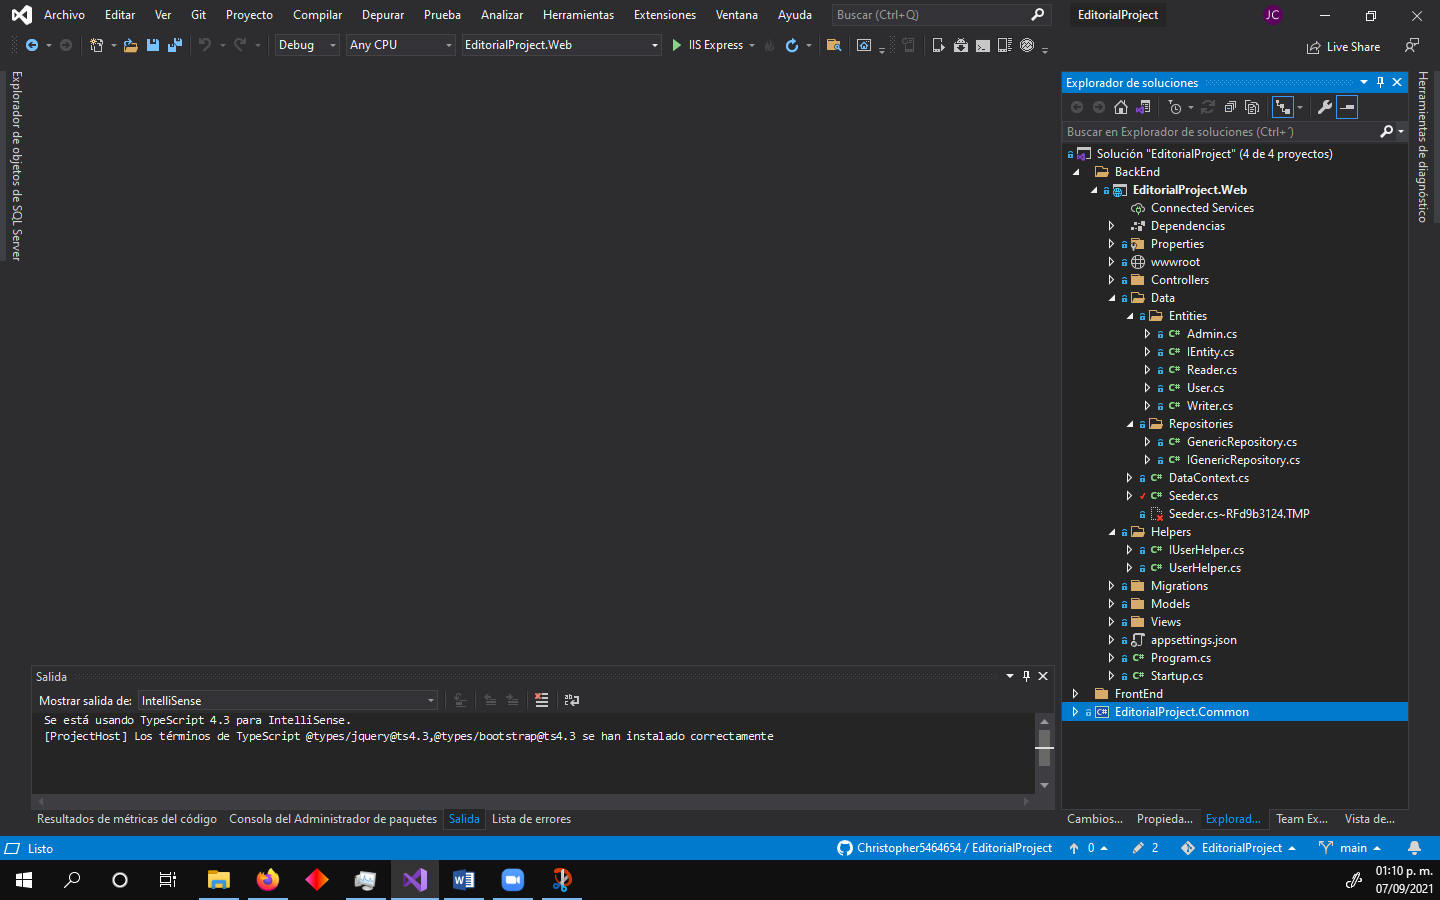 Archivo Editar Ver Git Proyecto Compilar Depurar Prueba Analizar Herramientas Extensiones Ventana Ayuda Buscar (Ctrl+Q) EditorialProject JC
Debug Any CPU EditorialProject.Web IIS Express Live Share
Explorador de objetos de SQL Server
Herramientas de diagnóstico
Explorador de soluciones
Buscar en Explorador de soluciones (Ctrl+´)
Solución "EditorialProject" (4 de 4 proyectos)
BackEnd
EditorialProject.Web
Connected Services
Dependencias
Properties
wwwroot
Controllers
Data
Entities
C# Admin.cs
C# IEntity.cs
C# Reader.cs
C# User.cs
C# Writer.cs
Repositories
C# GenericRepository.cs
C# IGenericRepository.cs
C# DataContext.cs
C# Seeder.cs
Seeder.cs~RFd9b3124.TMP
Helpers
C# IUserHelper.cs
C# UserHelper.cs
Migrations
Models
Views
appsettings.json
C# Program.cs
C# Startup.cs
FrontEnd
C# EditorialProject.Common
Salida
Mostrar salida de: IntelliSense
Se está usando TypeScript 4.3 para IntelliSense.
[ProjectHost] Los términos de TypeScript @types/jquery@ts4.3,@types/bootstrap@ts4.3 se han instalado correctamente
Resultados de métricas del código Consola del Administrador de paquetes Salida Lista de errores
Cambios... Propieda... Explorad... Team Ex... Vista de...
Listo Christopher5464654 / EditorialProject 0 2 EditorialProject main
01:10 p. m.
07/09/2021